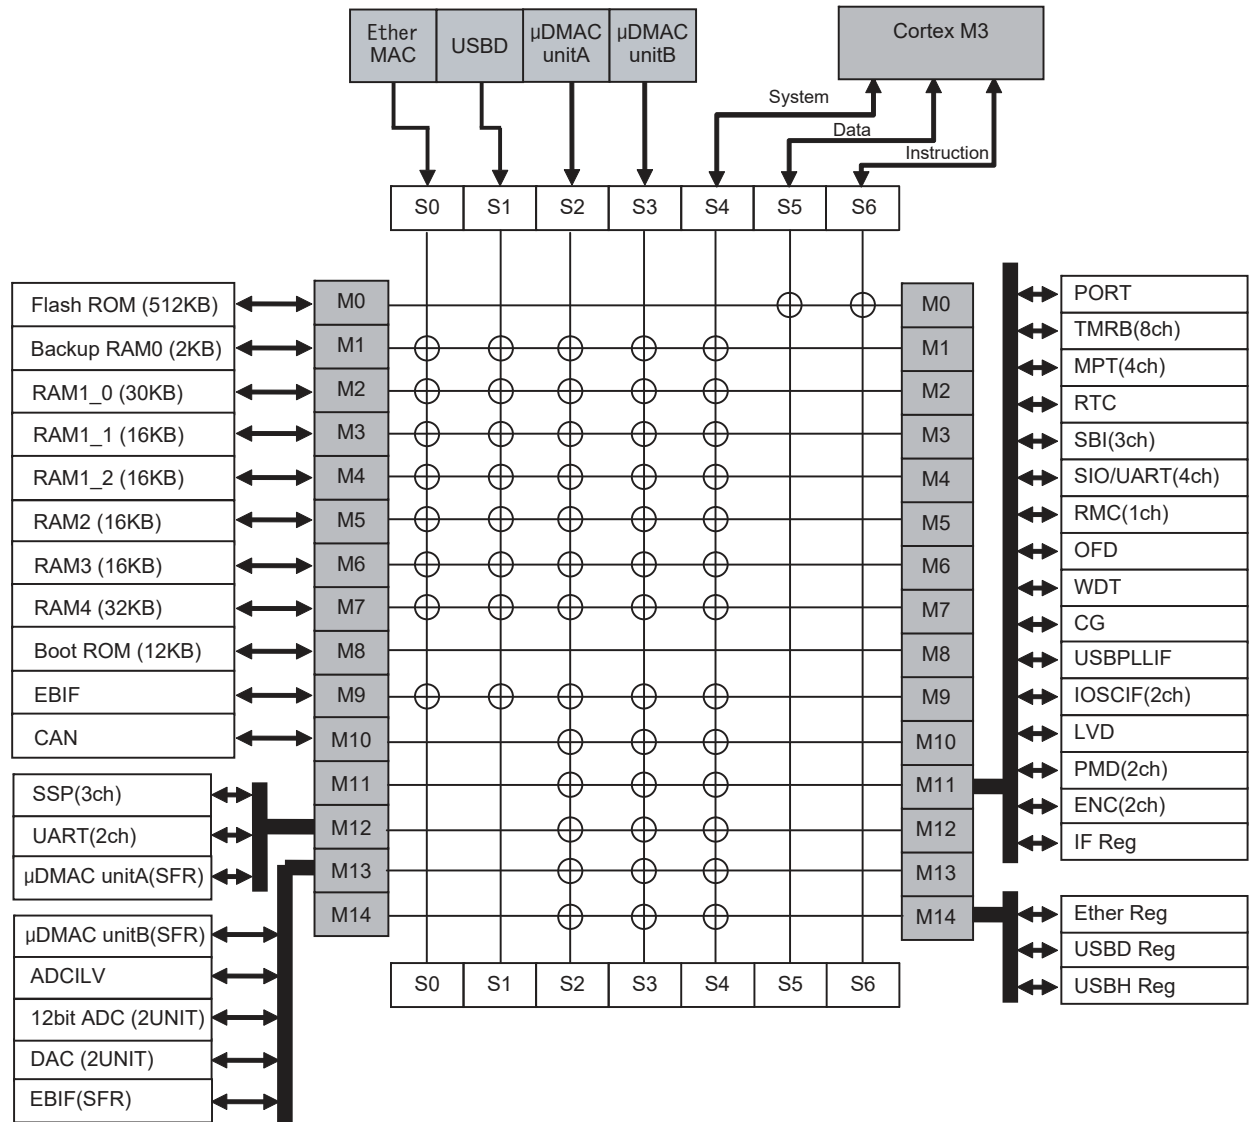 Ether
MAC
USBD
µDMAC
unitA
µDMAC
unitB
Cortex M3
System
Data
Instruction
S0 S1 S2 S3 S4 S5 S6
Flash ROM (512KB) M0 M0
Backup RAM0 (2KB) M1 M1
RAM1_0 (30KB) M2 M2
RAM1_1 (16KB) M3 M3
RAM1_2 (16KB) M4 M4
RAM2 (16KB) M5 M5
RAM3 (16KB) M6 M6
RAM4 (32KB) M7 M7
Boot ROM (12KB) M8 M8
EBIF M9 M9
CAN M10 M10
M11 M11
M12 M12
M13 M13
M14 M14
SSP(3ch)
UART(2ch)
µDMAC unitA(SFR)
µDMAC unitB(SFR)
ADCILV
12bit ADC (2UNIT)
DAC (2UNIT)
EBIF(SFR)
S0 S1 S2 S3 S4 S5 S6
PORT
TMRB(8ch)
MPT(4ch)
RTC
SBI(3ch)
SIO/UART(4ch)
RMC(1ch)
OFD
WDT
CG
USBPLLIF
IOSCIF(2ch)
LVD
PMD(2ch)
ENC(2ch)
IF Reg
Ether Reg
USBD Reg
USBH Reg